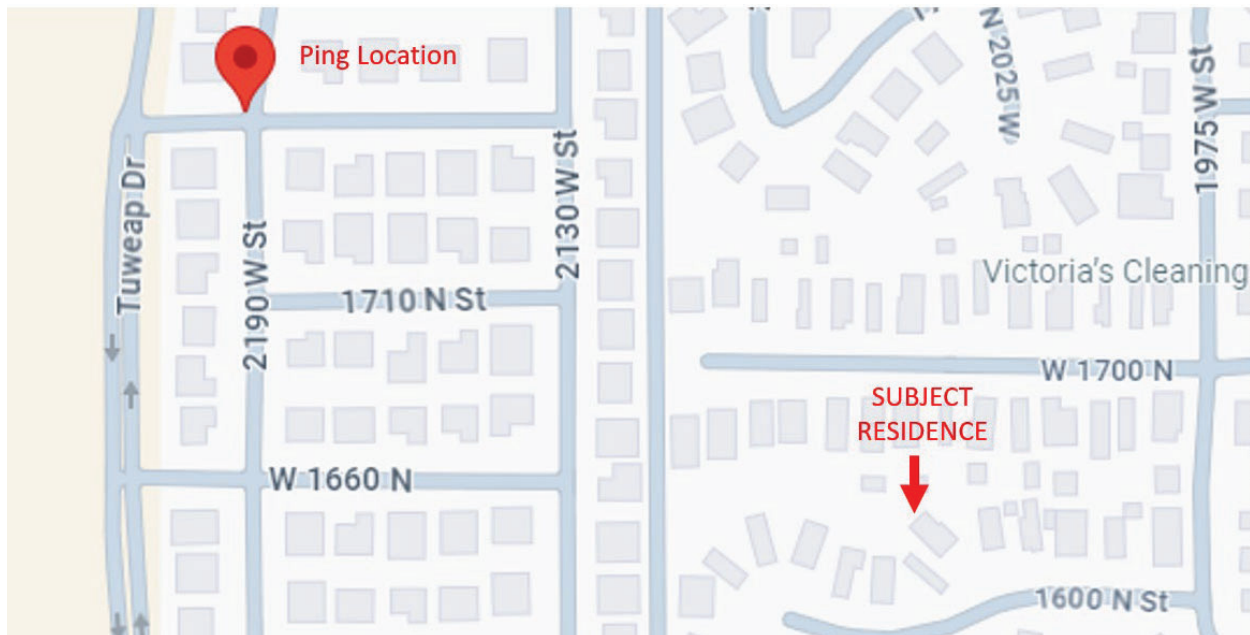 Ping Location
N 2025 W
1975 W St
Tuweap Dr
2190 W St
2130 W St
Victoria's Cleaning
1710 N St
W 1700 N
SUBJECT
RESIDENCE
W 1660 N
1600 N St